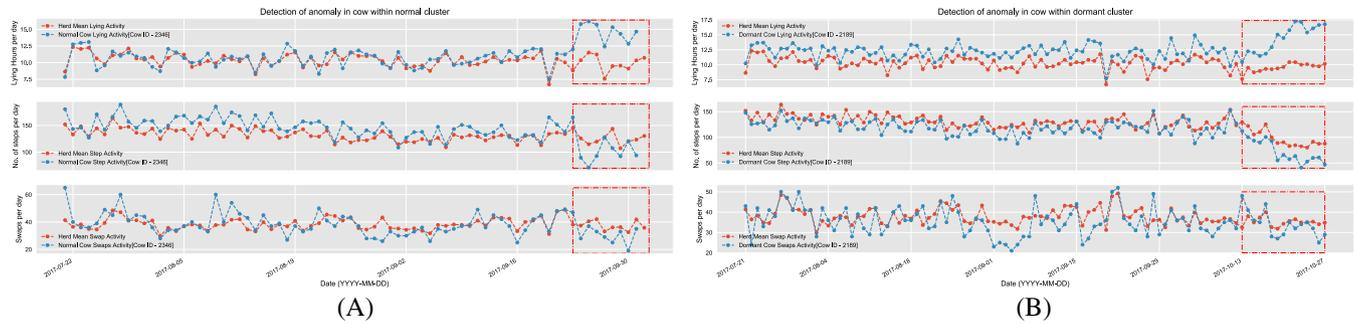 Detection of anomaly in cow within normal cluster
Lying Hours per day
15.0
12.5
10.0
7.5
Herd Mean Lying Activity
Normal Cow Lying Activity[Cow ID - 2346]
No. of steps per day
150
100
Herd Mean Step Activity
Normal Cow Step Activity[Cow ID - 2346]
Swaps per day
60
40
20
Herd Mean Swap Activity
Normal Cow Swaps Activity[Cow ID - 2346]
2017-07-22
2017-08-05
2017-08-19
2017-09-02
2017-09-16
2017-09-30
Date (YYYY-MM-DD)
(A)
Detection of anomaly in cow within dormant cluster
Lying Hours per day
17.5
15.0
12.5
10.0
7.5
Herd Mean Lying Activity
Dormant Cow Lying Activity[Cow ID - 2189]
No. of steps per day
150
100
50
Herd Mean Step Activity
Dormant Cow Step Activity[Cow ID - 2189]
Swaps per day
50
40
30
20
Herd Mean Swap Activity
Dormant Cow Swaps Activity[Cow ID - 2189]
2017-07-21
2017-08-04
2017-08-18
2017-09-01
2017-09-15
2017-09-29
2017-10-13
2017-10-27
Date (YYYY-MM-DD)
(B)